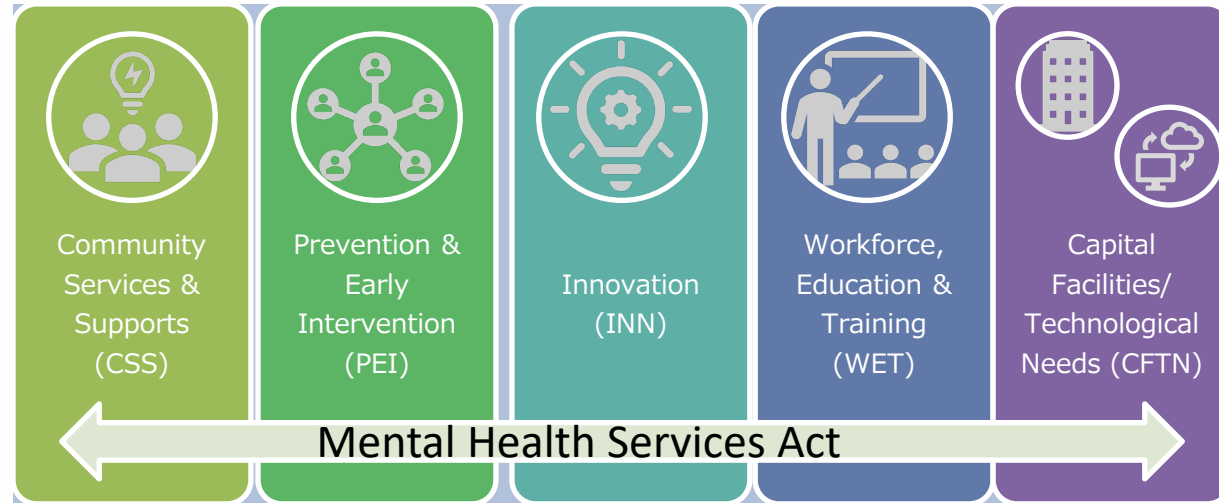 Community
Services &
Supports
(CSS)
Prevention &
Early
Intervention
(PEI)
Innovation
(INN)
Workforce,
Education &
Training
(WET)
Capital
Facilities/
Technological
Needs (CFTN)
Mental Health Services Act